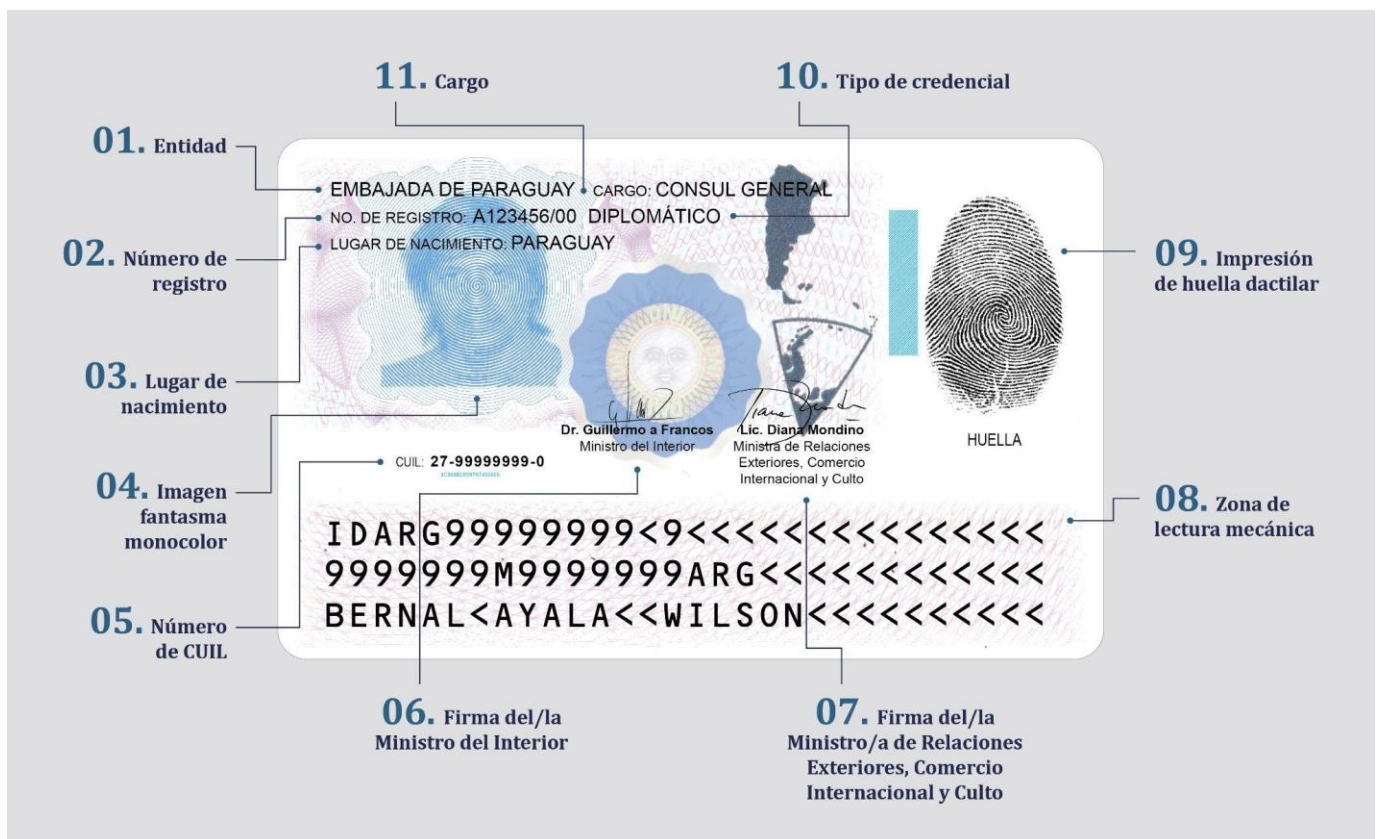 11. Cargo
10. Tipo de credencial
01. Entidad
EMBAJADA DE PARAGUAY CARGO: CONSUL GENERAL
NO. DE REGISTRO: A123456/00 DIPLOMÁTICO
LUGAR DE NACIMIENTO: PARAGUAY
02. Número de
registro
09. Impresión
de huella dactilar
03. Lugar de
nacimiento
Dr. Guillermo a Francos
Ministro del Interior
Lic. Diana Mondino
Ministra de Relaciones
Exteriores, Comercio
Internacional y Culto
HUELLA
CUIL: 27-99999999-0
04. Imagen
fantasma
monocolor
08. Zona de
lectura mecánica
IDARG99999999<9<<<<<<<<<<<<<<<
9999999M9999999ARG<<<<<<<<<<<<
BERNAL<AYALA<<WILSON<<<<<<<<<<
05. Número
de CUIL
06. Firma del/la
Ministro del Interior
07. Firma del/la
Ministro/a de Relaciones
Exteriores, Comercio
Internacional y Culto